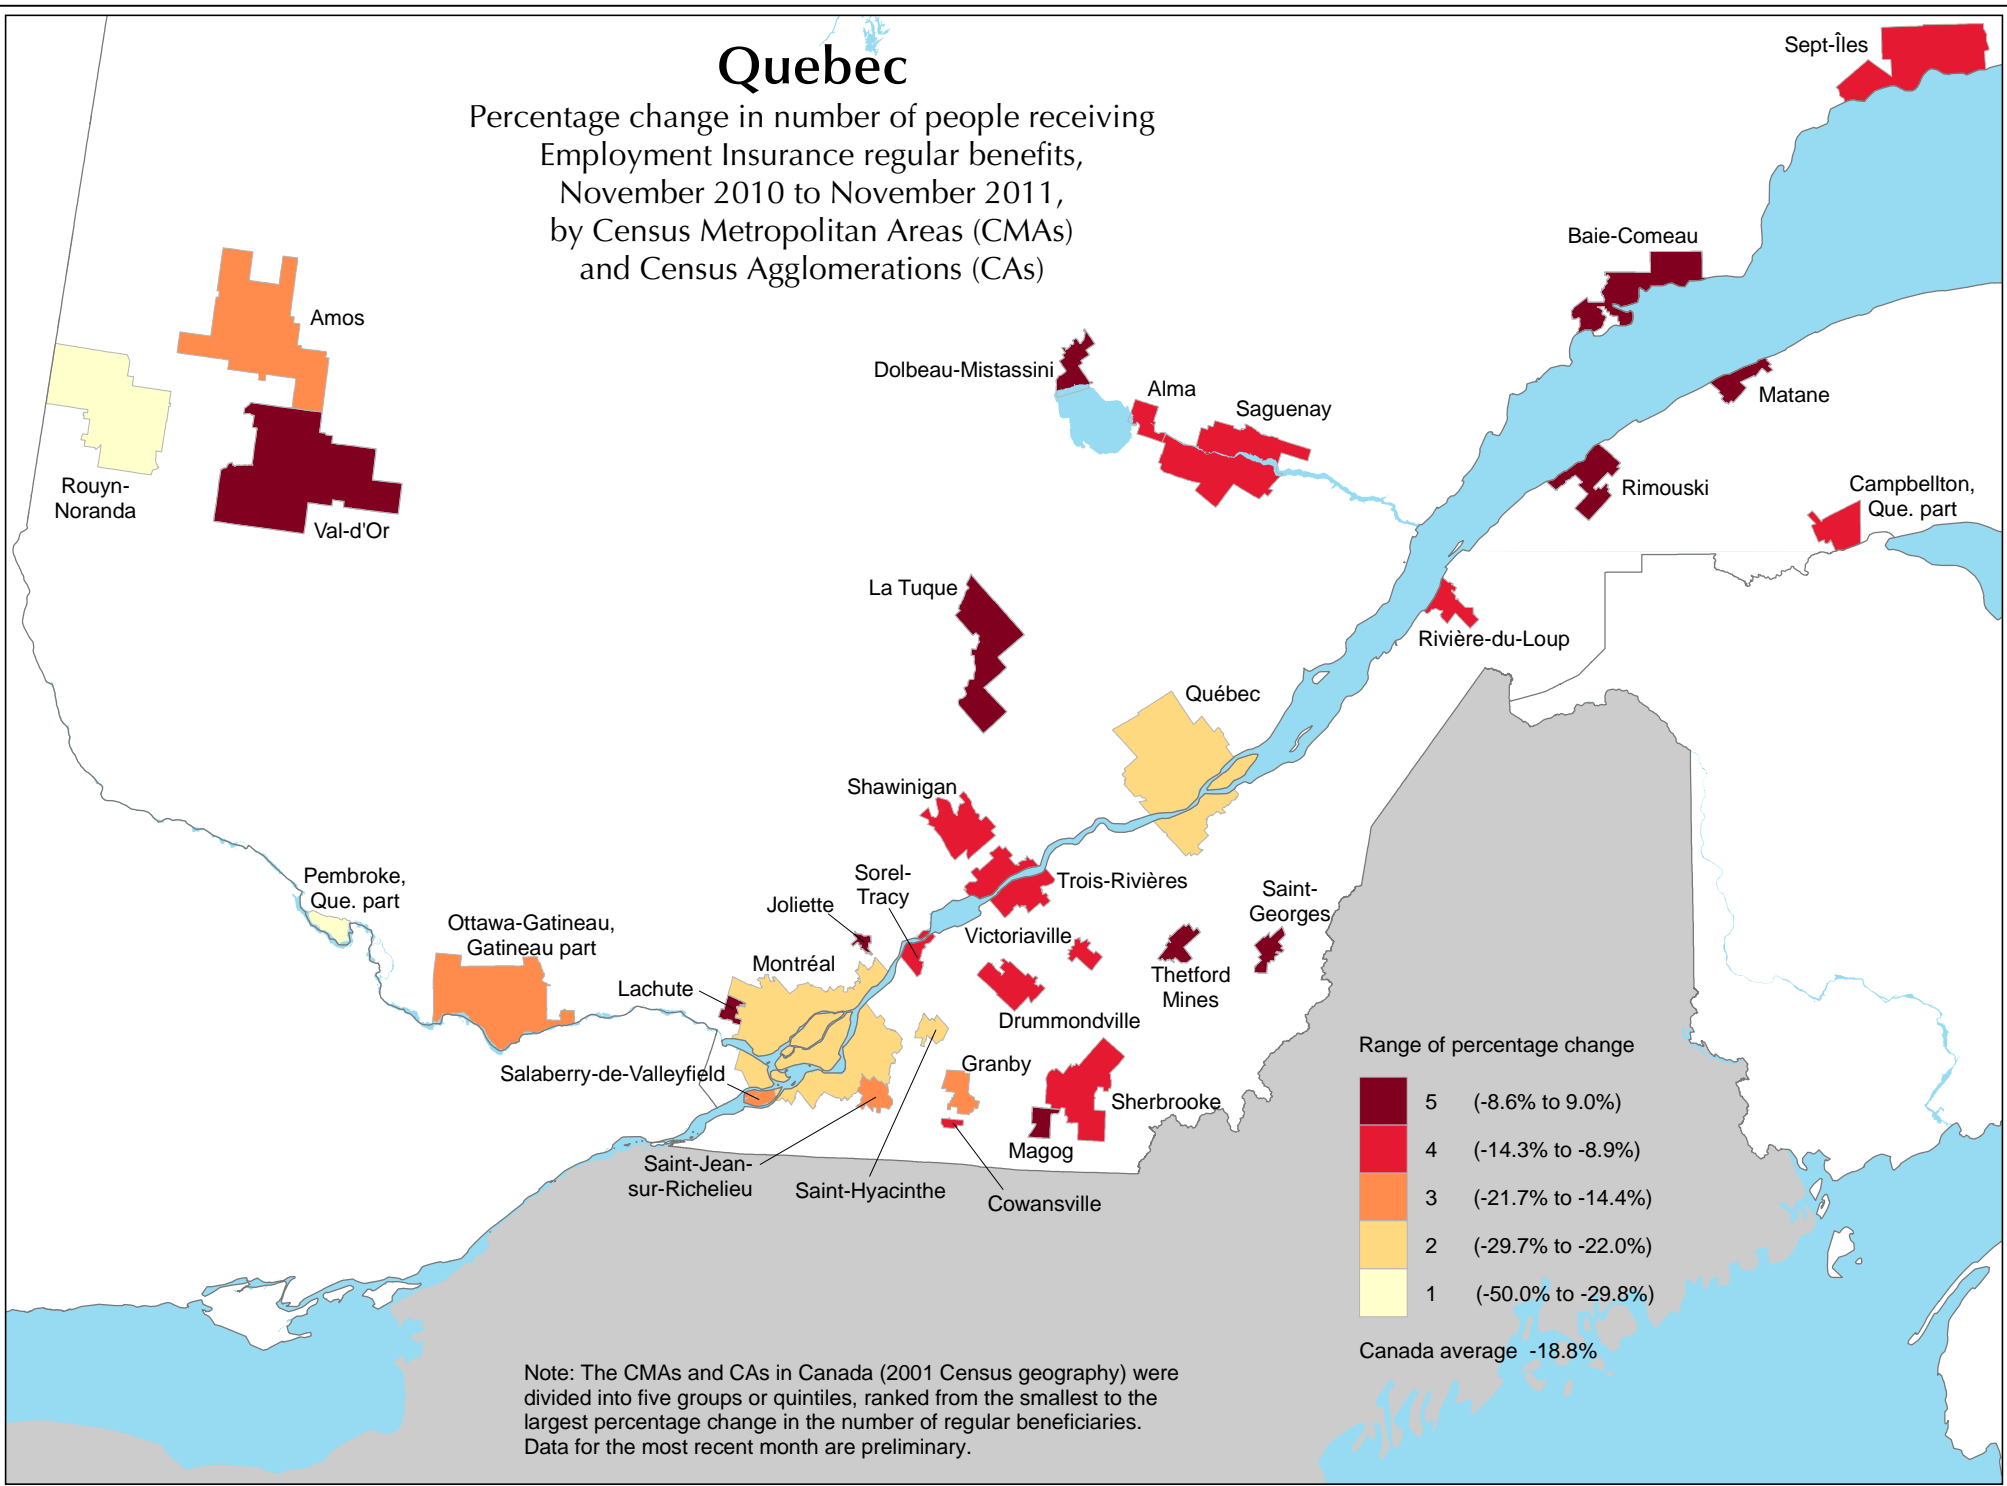 Quebec
Percentage change in number of people receiving
Employment Insurance regular benefits,
November 2010 to November 2011,
by Census Metropolitan Areas (CMAs)
and Census Agglomerations (CAs)
Sept-Îles
Baie-Comeau
Amos
Dolbeau-Mistassini
Alma
Saguenay
Matane
Rouyn-
Noranda
Val-d'Or
Rimouski
Campbellton,
Que. part
La Tuque
Rivière-du-Loup
Québec
Shawinigan
Pembroke,
Que. part
Sorel-
Tracy
Trois-Rivières
Joliette
Saint-
Georges
Ottawa-Gatineau,
Gatineau part
Victoriaville
Montréal
Thetford
Mines
Lachute
Drummondville
Salaberry-de-Valleyfield
Granby
Sherbrooke
Magog
Saint-Jean-
sur-Richelieu
Saint-Hyacinthe
Cowansville
Range of percentage change
5 (-8.6% to 9.0%)
4 (-14.3% to -8.9%)
3 (-21.7% to -14.4%)
2 (-29.7% to -22.0%)
1 (-50.0% to -29.8%)
Canada average -18.8%
Note: The CMAs and CAs in Canada (2001 Census geography) were
divided into five groups or quintiles, ranked from the smallest to the
largest percentage change in the number of regular beneficiaries.
Data for the most recent month are preliminary.